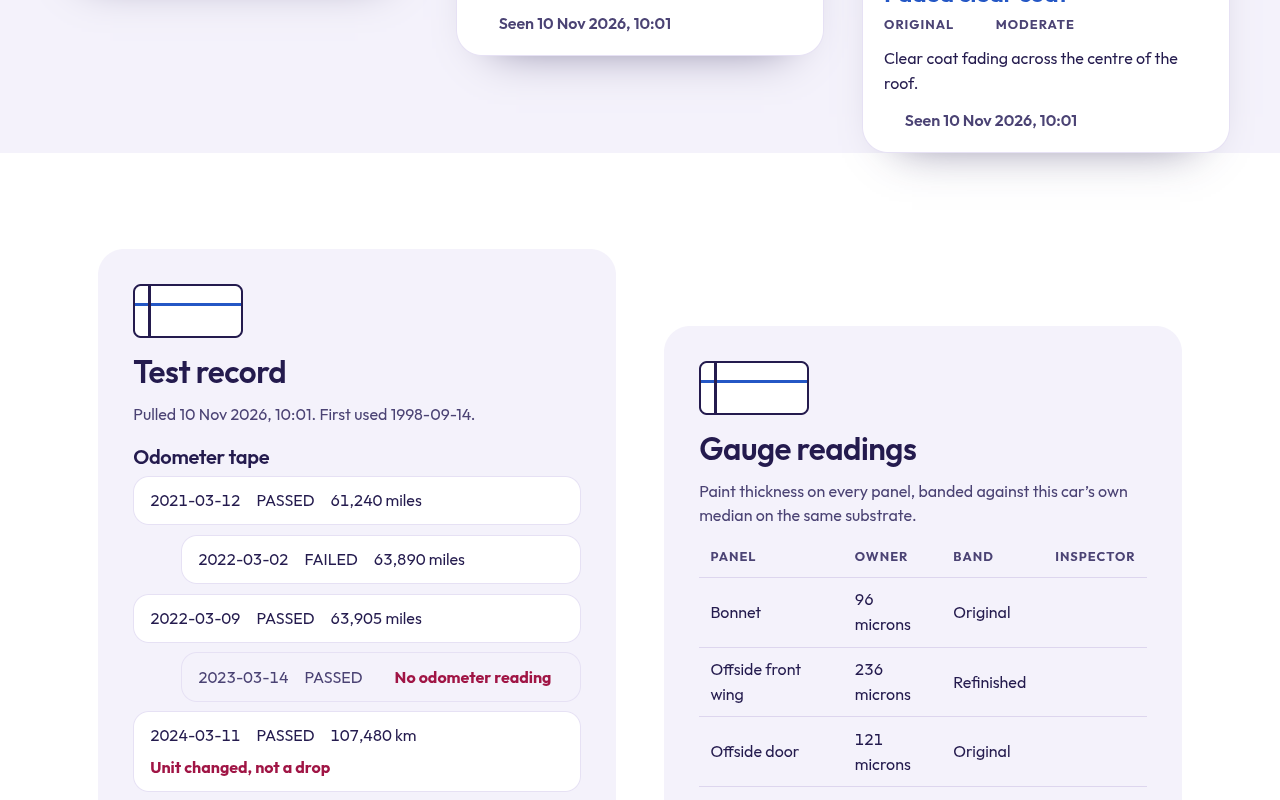 Seen 10 Nov 2026, 10:01
ORIGINAL MODERATE
Clear coat fading across the centre of the
roof.
Seen 10 Nov 2026, 10:01
Test record
Pulled 10 Nov 2026, 10:01. First used 1998-09-14.
Odometer tape
2021-03-12 PASSED 61,240 miles
2022-03-02 FAILED 63,890 miles
2022-03-09 PASSED 63,905 miles
2023-03-14 PASSED No odometer reading
2024-03-11 PASSED 107,480 km
Unit changed, not a drop
Gauge readings
Paint thickness on every panel, banded against this car’s own
median on the same substrate.
PANEL OWNER BAND INSPECTOR
Bonnet 96 microns Original
Offside front wing 236 microns Refinished
Offside door 121 microns Original